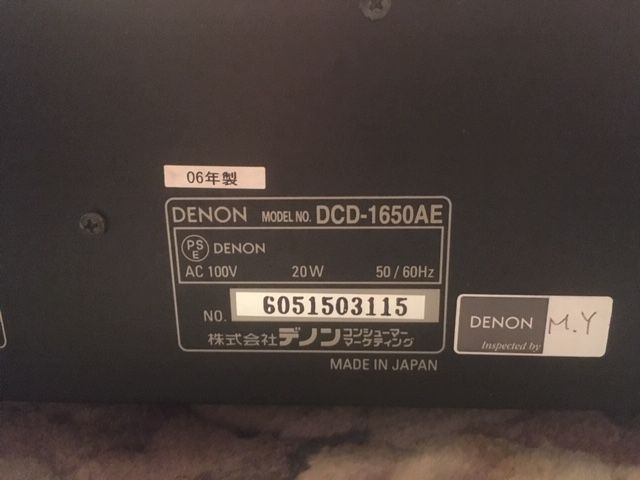 06年製
DENON MODEL NO. DCD-1650AE
PS
E
DENON
AC 100V 20W 50/60Hz
NO. 6051503115
株式会社デノンコンシューマーマーケティング
MADE IN JAPAN
DENON M.Y
Inspected by